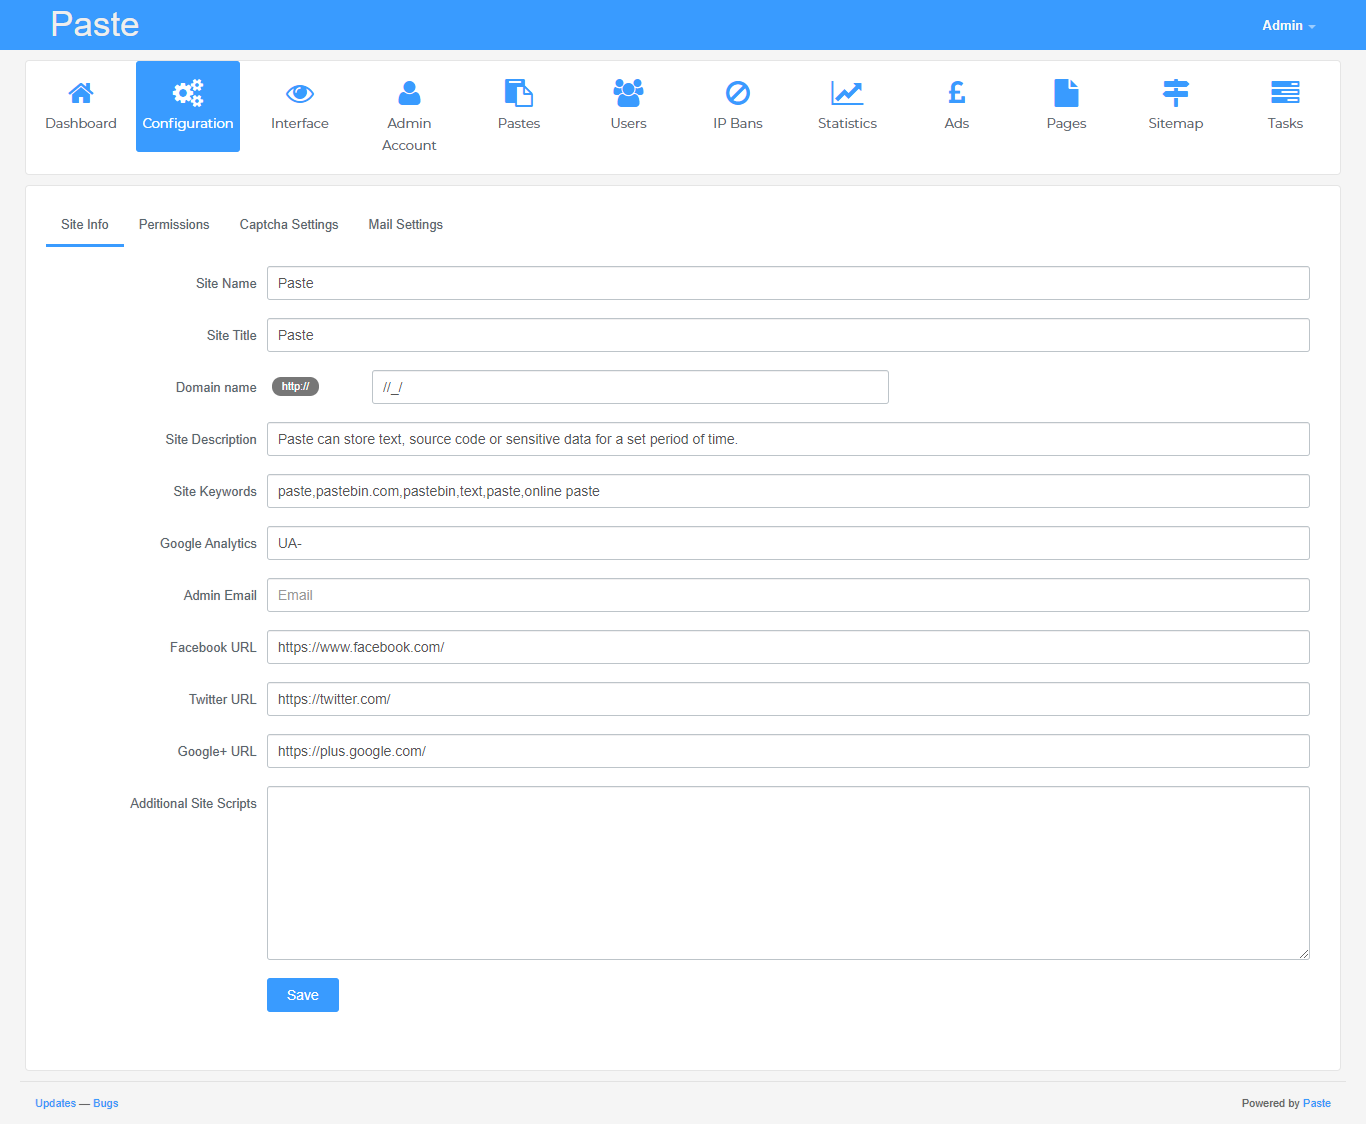 Paste
Admin
Dashboard
Configuration
Interface
Admin
Account
Pastes
Users
IP Bans
Statistics
Ads
Pages
Sitemap
Tasks
Site Info
Permissions
Captcha Settings
Mail Settings
Site Name
Paste
Site Title
Paste
Domain name
http://
//_/
Site Description
Paste can store text, source code or sensitive data for a set period of time.
Site Keywords
paste,pastebin.com,pastebin,text,paste,online paste
Google Analytics
UA-
Admin Email
Email
Facebook URL
https://www.facebook.com/
Twitter URL
https://twitter.com/
Google+ URL
https://plus.google.com/
Additional Site Scripts
Save
Updates — Bugs
Powered by Paste